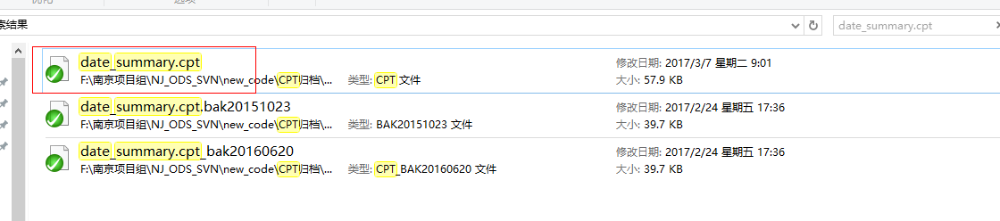 索结果
date_summary.cpt
date_summary.cpt
修改日期: 2017/3/7 星期二 9:01
F:\南京项目组\NJ_ODS_SVN\new_code\CPT归档\...
类型: CPT 文件
大小: 57.9 KB
date_summary.cpt.bak20151023
修改日期: 2017/2/24 星期五 17:36
F:\南京项目组\NJ_ODS_SVN\new_code\CPT归档\...
类型: BAK20151023 文件
大小: 39.7 KB
date_summary.cpt_bak20160620
修改日期: 2017/2/24 星期五 17:36
F:\南京项目组\NJ_ODS_SVN\new_code\CPT归档\...
类型: CPT_BAK20160620 文件
大小: 39.7 KB